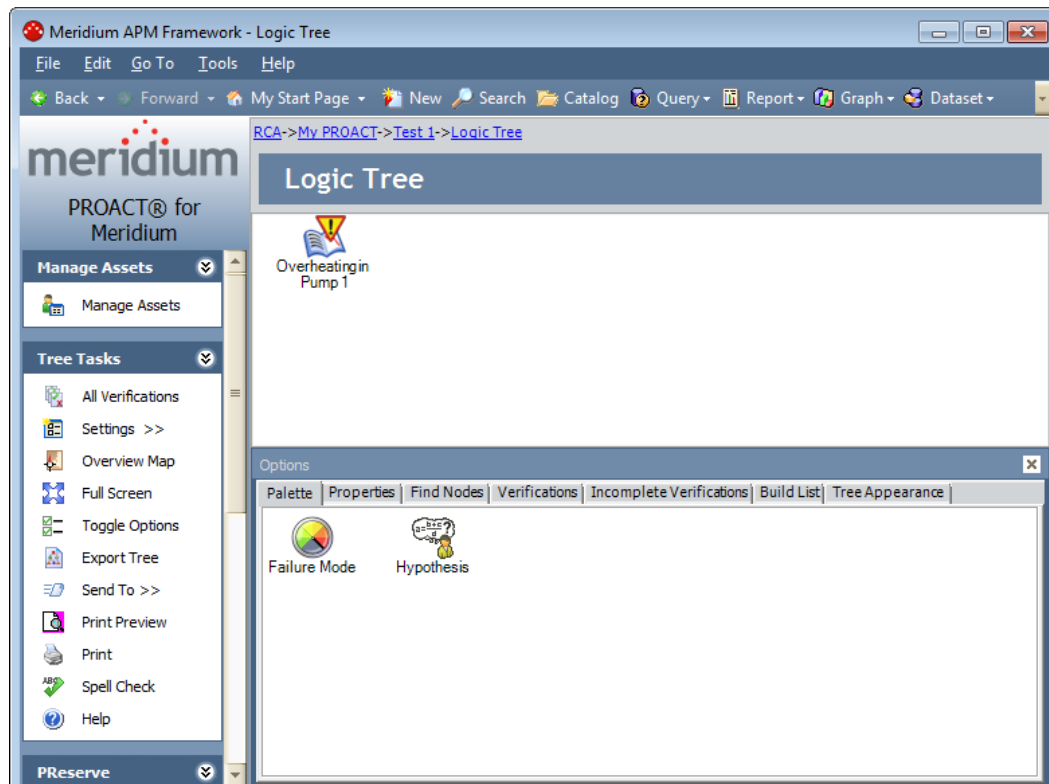 Meridium APM Framework - Logic Tree
File Edit Go To Tools Help
Back Forward My Start Page New Search Catalog Query Report Graph Dataset
meridium
PROACT® for
Meridium
RCA->My PROACT->Test 1->Logic Tree
Logic Tree
Overheating in
Pump 1
Manage Assets
Manage Assets
Tree Tasks
All Verifications
Settings >>
Overview Map
Full Screen
Toggle Options
Export Tree
Send To >>
Print Preview
Print
ABC
Spell Check
Help
PReserve
Options
Palette Properties Find Nodes Verifications Incomplete Verifications Build List Tree Appearance
Failure Mode
Hypothesis